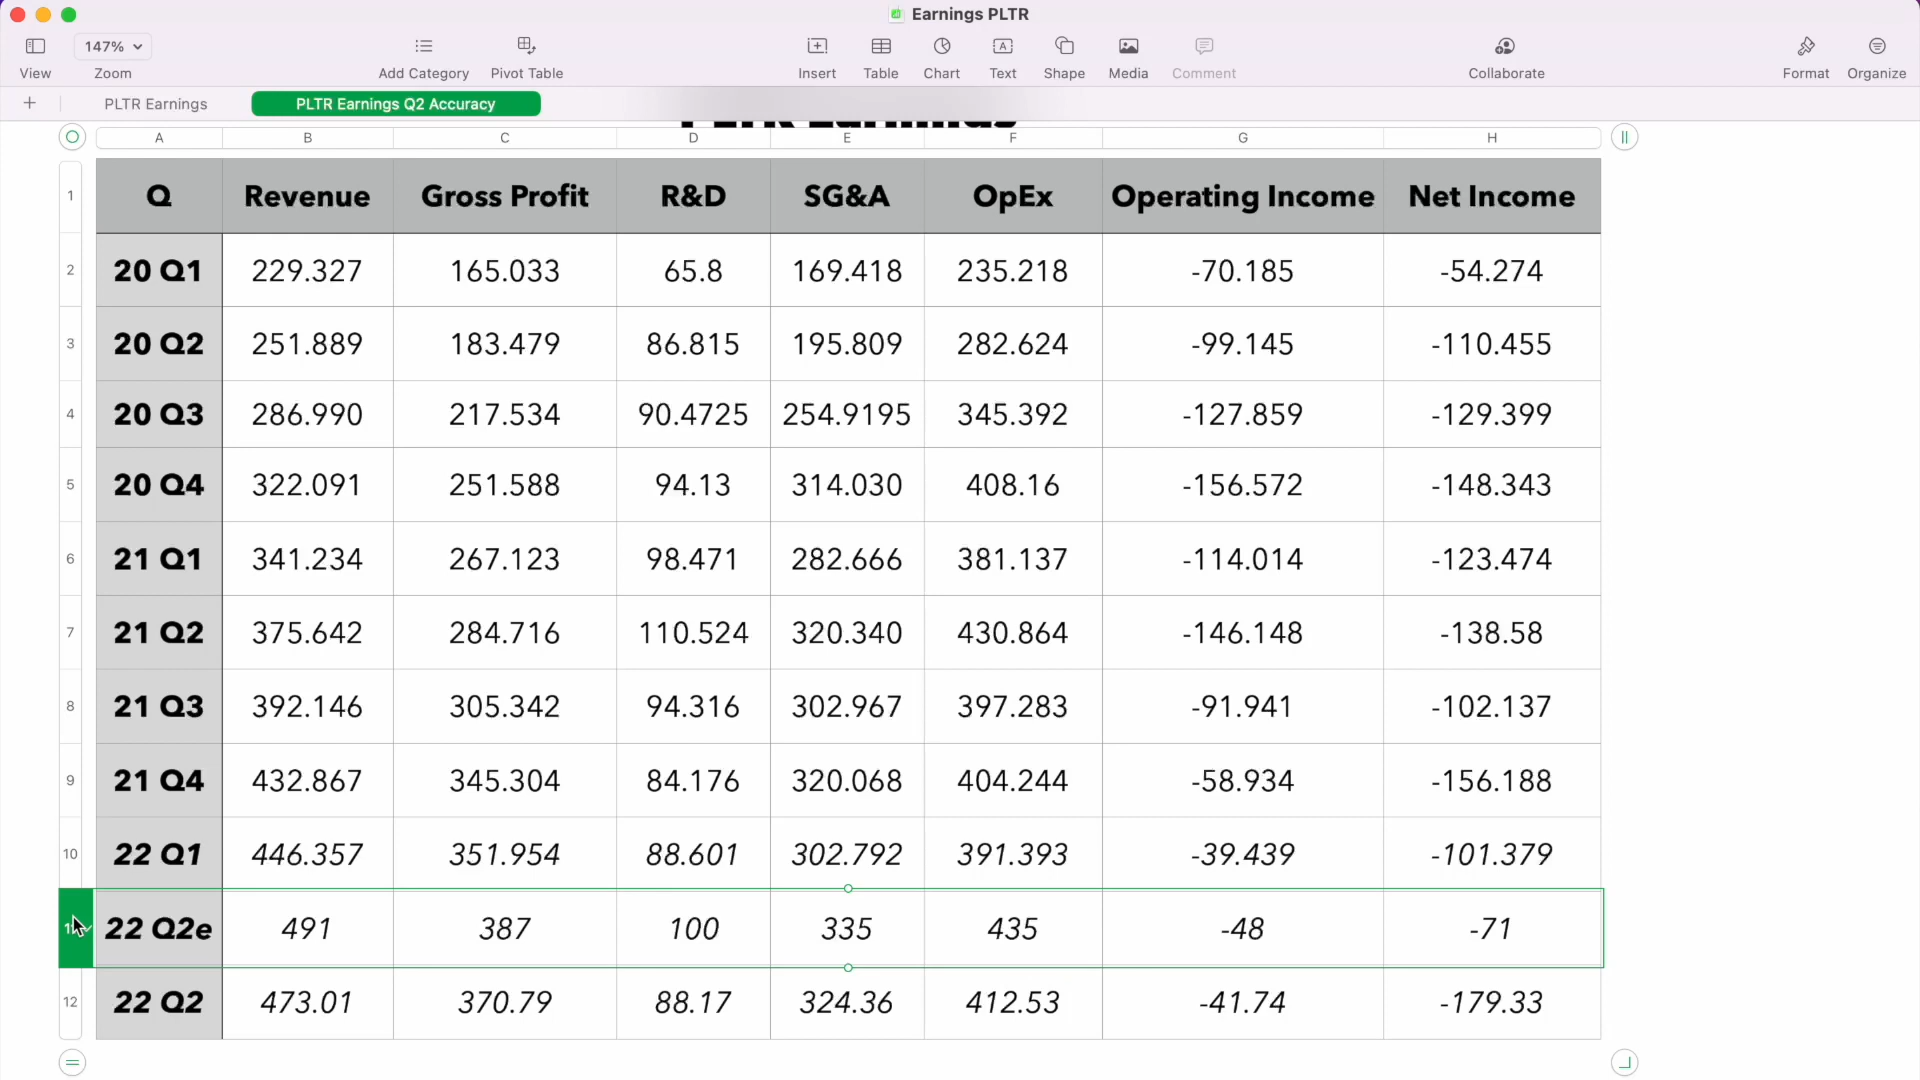 Earnings PLTR
147%
View Zoom Add Category Pivot Table Insert Table Chart Text Shape Media Comment Collaborate Format Organize
PLTR Earnings PLTR Earnings Q2 Accuracy
PLTR Earnings
A B C D E F G H
1 Q Revenue Gross Profit R&D SG&A OpEx Operating Income Net Income
2 20 Q1 229.327 165.033 65.8 169.418 235.218 -70.185 -54.274
3 20 Q2 251.889 183.479 86.815 195.809 282.624 -99.145 -110.455
4 20 Q3 286.990 217.534 90.4725 254.9195 345.392 -127.859 -129.399
5 20 Q4 322.091 251.588 94.13 314.030 408.16 -156.572 -148.343
6 21 Q1 341.234 267.123 98.471 282.666 381.137 -114.014 -123.474
7 21 Q2 375.642 284.716 110.524 320.340 430.864 -146.148 -138.58
8 21 Q3 392.146 305.342 94.316 302.967 397.283 -91.941 -102.137
9 21 Q4 432.867 345.304 84.176 320.068 404.244 -58.934 -156.188
10 22 Q1 446.357 351.954 88.601 302.792 391.393 -39.439 -101.379
22 Q2e 491 387 100 335 435 -48 -71
12 22 Q2 473.01 370.79 88.17 324.36 412.53 -41.74 -179.33